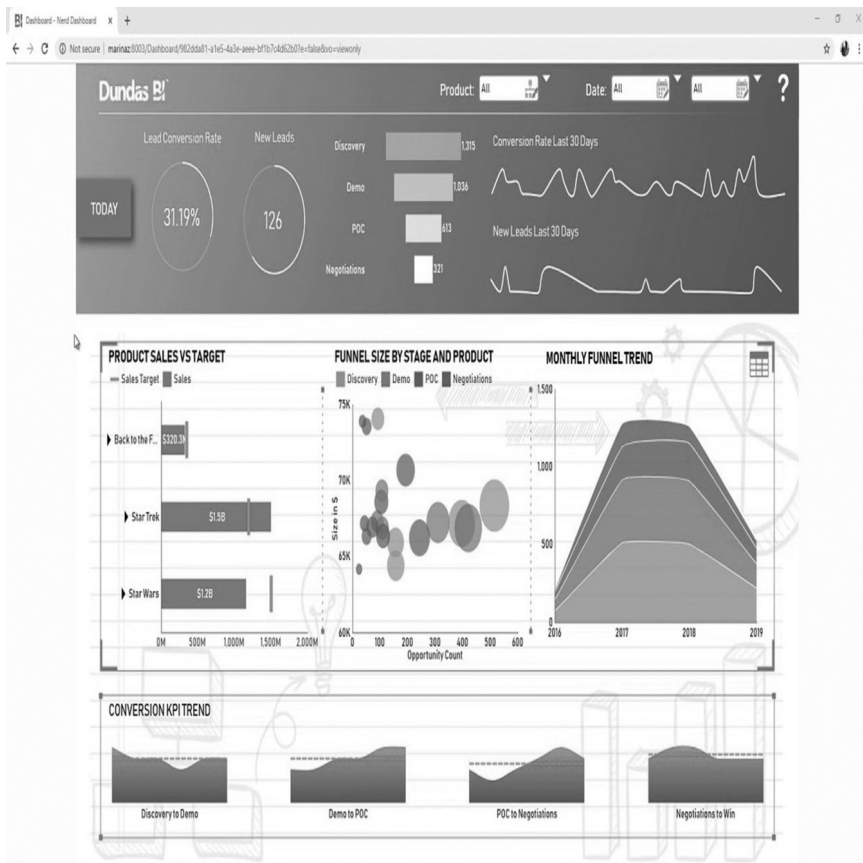 Dashboard - Nerd Dashboard
Not secure | marinaz:8003/Dashboard/982dda81-a1e5-4a3e-aeee-bf1b7c4d62b0?e=false&vo=viewonly
Dundas BI
Product: All
Date: All
All
?
TODAY
Lead Conversion Rate
31.19%
New Leads
126
Discovery 1,315
Demo 1,036
POC 613
Negotiations 321
Conversion Rate Last 30 Days
New Leads Last 30 Days
PRODUCT SALES VS TARGET
Sales Target Sales
Back to the F... $320.3M
Star Trek $1.5B
Star Wars $1.2B
0M 500M 1,000M 1,500M 2,000M
FUNNEL SIZE BY STAGE AND PRODUCT
Discovery Demo POC Negotiations
75K
70K
65K
60K
Size in $
0 100 200 300 400 500 600
Opportunity Count
MONTHLY FUNNEL TREND
1,500
1,000
500
0
2016 2017 2018 2019
CONVERSION KPI TREND
Discovery to Demo
Demo to POC
POC to Negotiations
Negotiations to Win